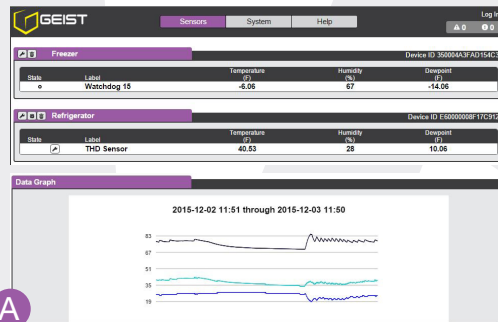 GEIST
Sensors System Help
Log In
0 0
Freezer Device ID 350004A3FAD154C3
State Label Temperature (F) Humidity (%) Dewpoint (F)
Watchdog 15 -6.06 67 -14.06
Refrigerator Device ID E60000008F17C912
State Label Temperature (F) Humidity (%) Dewpoint (F)
THD Sensor 40.53 28 10.06
Data Graph
2015-12-02 11:51 through 2015-12-03 11:50
83
67
51
35
19
A